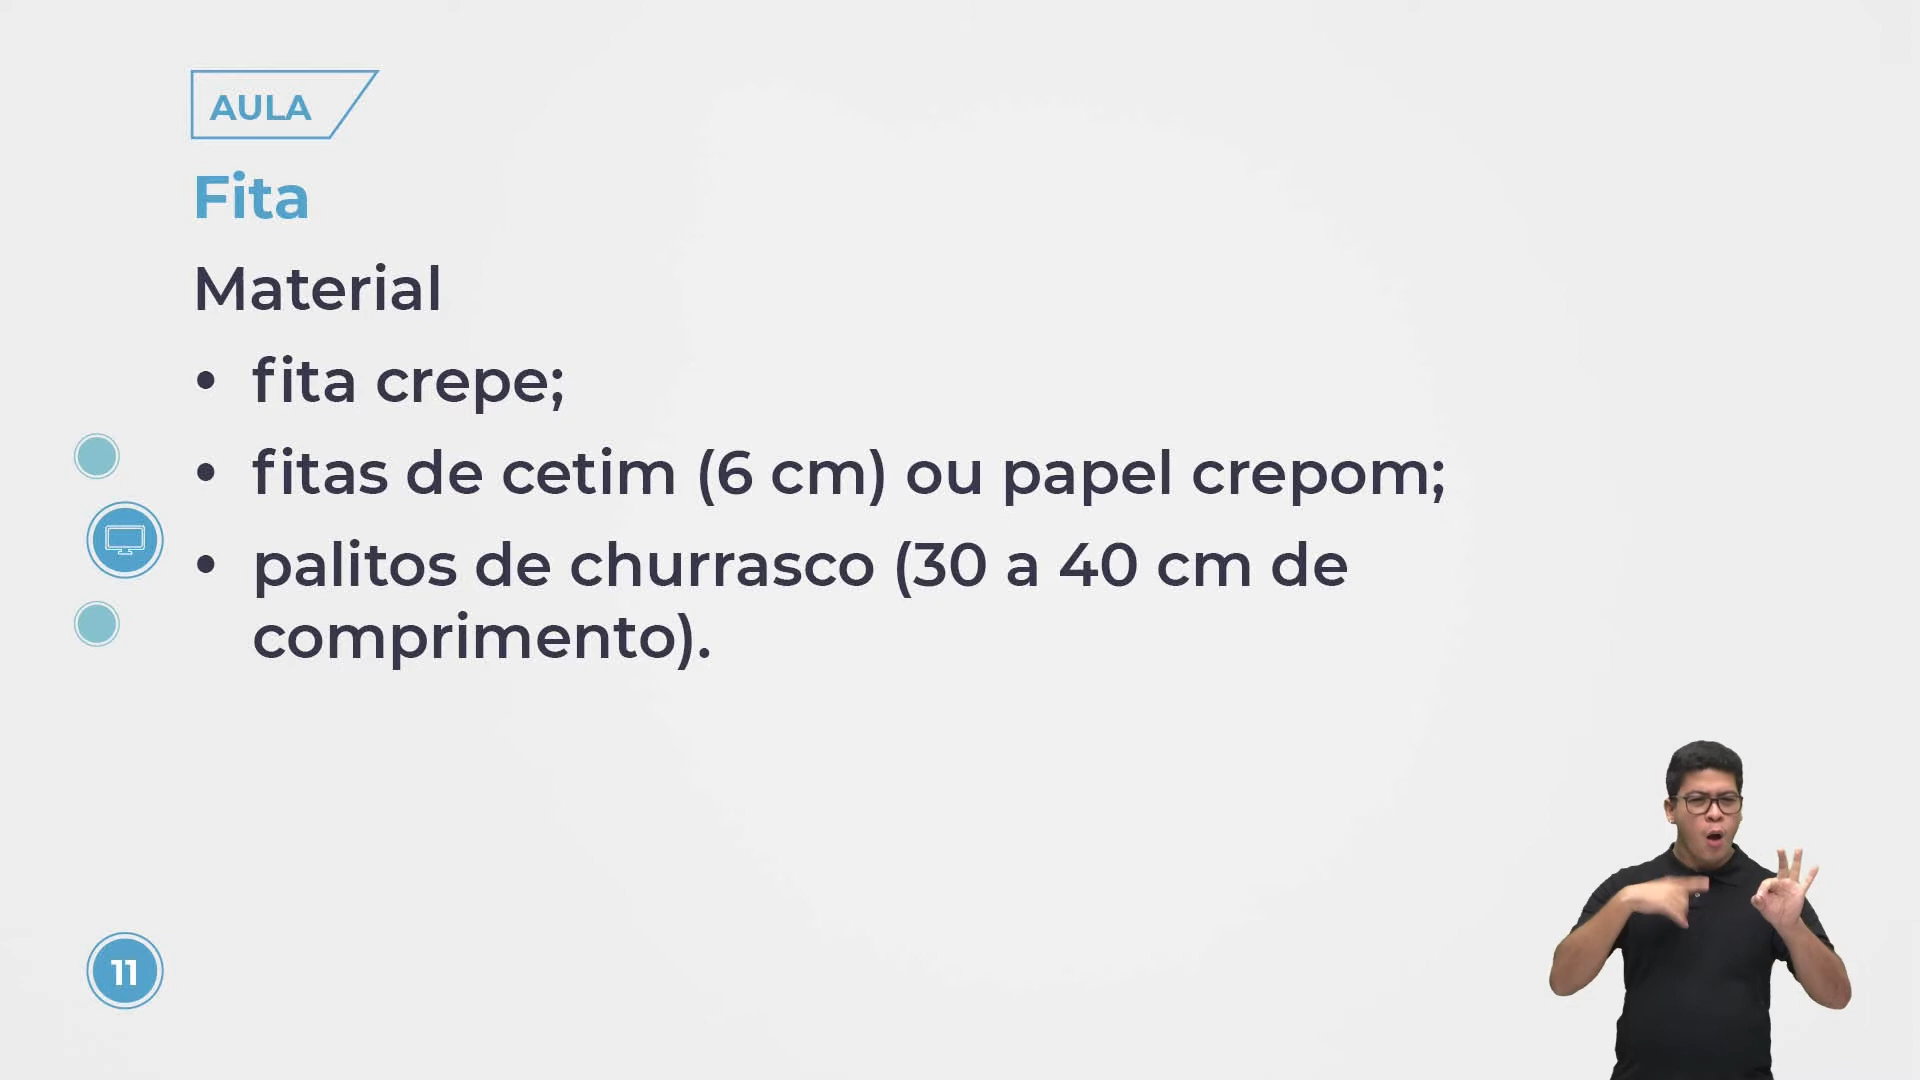 AULA
Fita
Material
• fita crepe;
• fitas de cetim (6 cm) ou papel crepom;
• palitos de churrasco (30 a 40 cm de
comprimento).
11